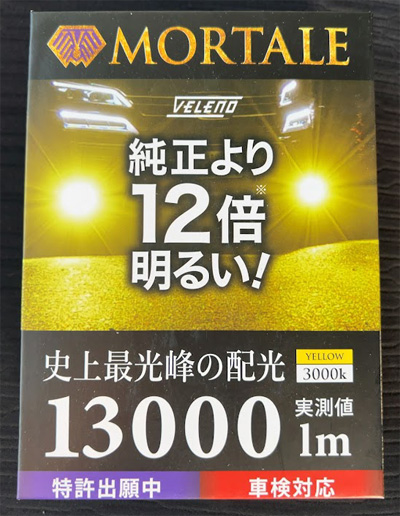 MORTALE
VELENO
純正より
12倍※
明るい!
史上最光峰の配光
YELLOW
3000k
13000
実測値
lm
特許出願中
車検対応